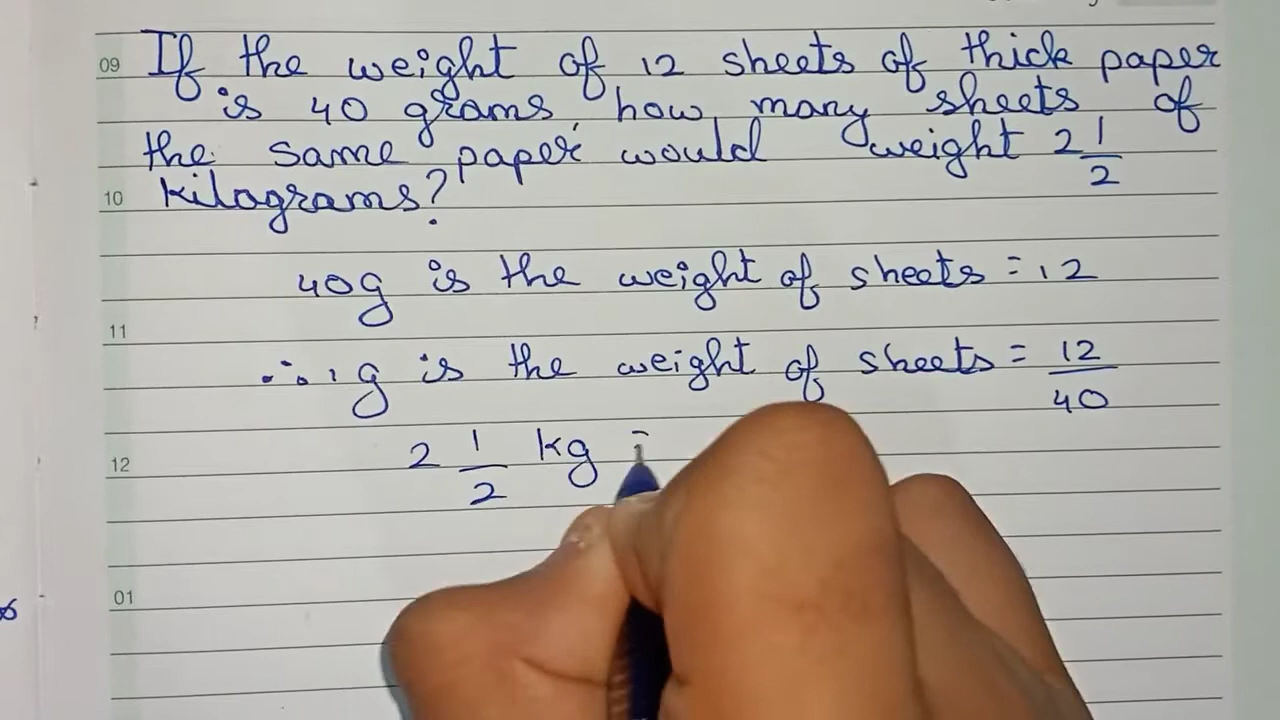 09 If the weight of 12 sheets of thick paper
is 40 grams, how many sheets of
the same paper would weight 2 1/2
10 kilograms?
40g is the weight of sheets = 12
11
∴ 1g is the weight of sheets = 12/40
12 2 1/2 kg =
01